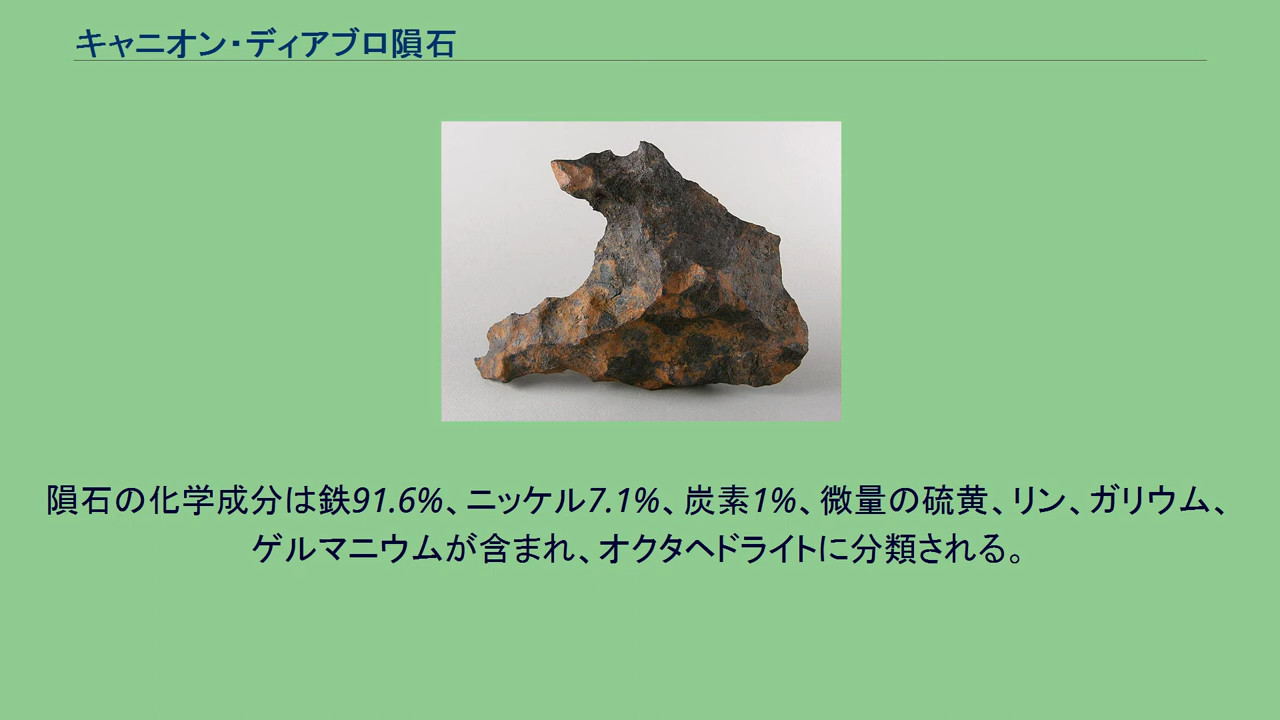 キャニオン・ディアブロ隕石
隕石の化学成分は鉄91.6%、ニッケル7.1%、炭素1%、微量の硫黄、リン、ガリウム、
ゲルマニウムが含まれ、オクタヘドライトに分類される。